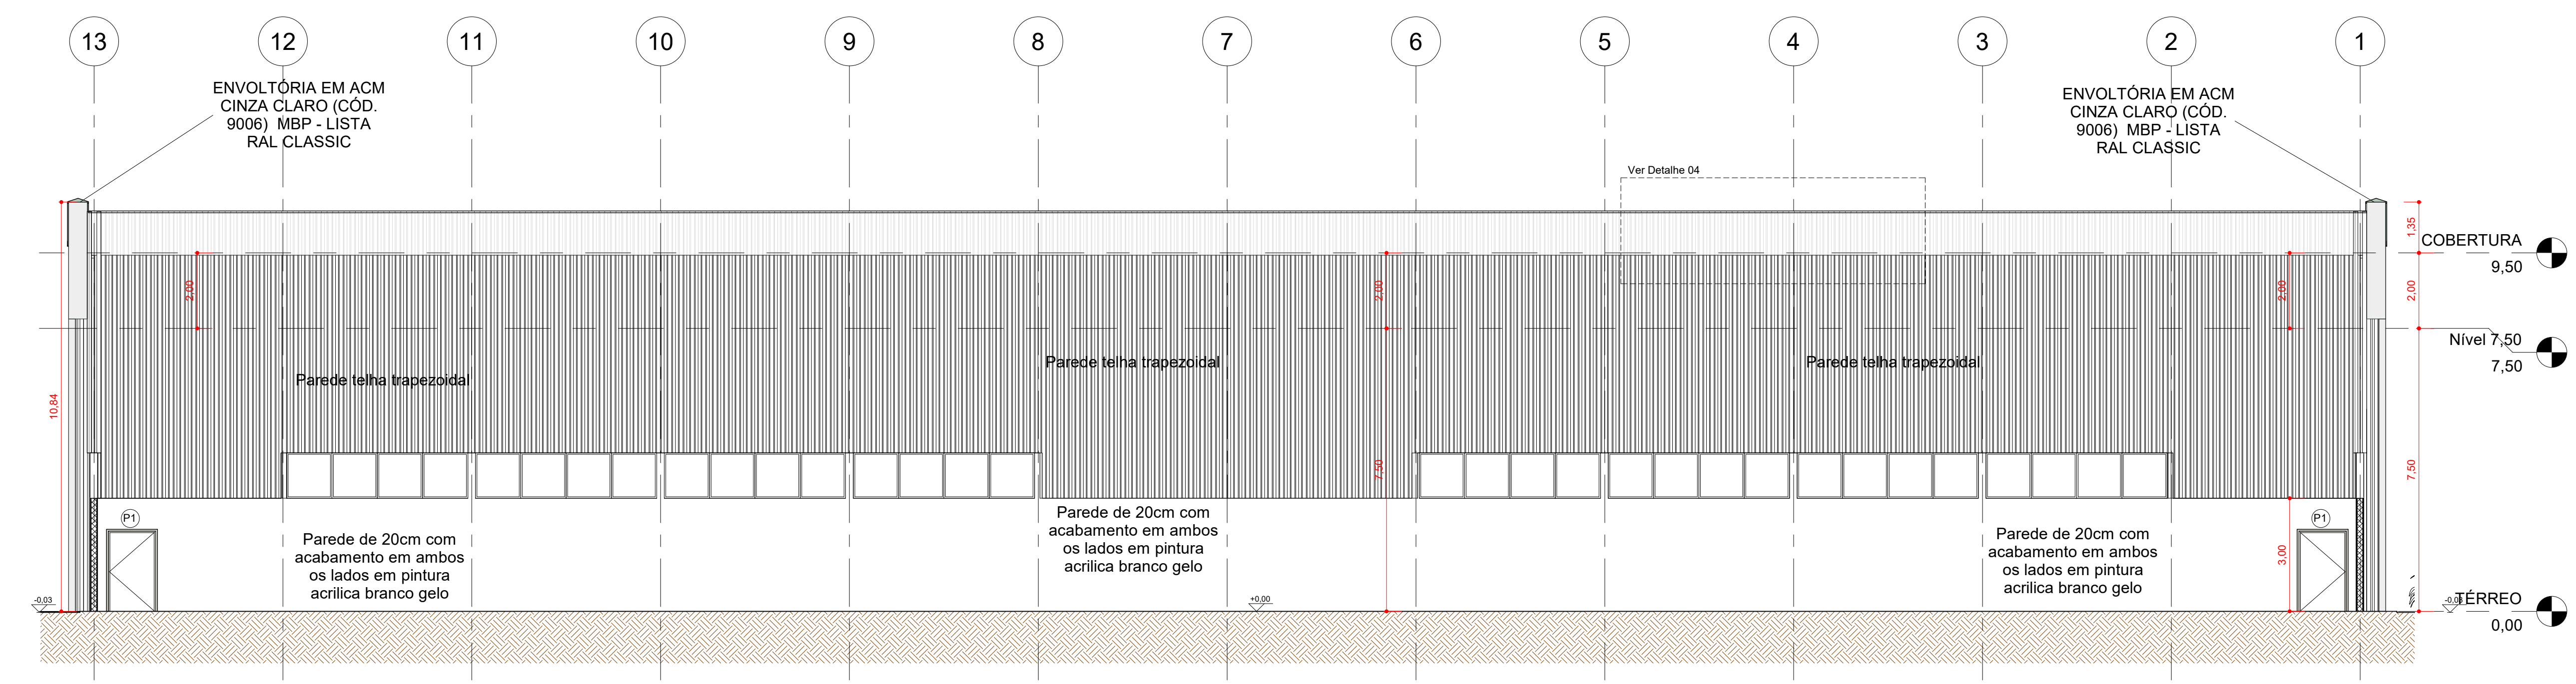 13
12
11
10
9
8
7
6
5
4
3
2
1
ENVOLTÓRIA EM ACM
CINZA CLARO (CÓD.
9006) MBP - LISTA
RAL CLASSIC
ENVOLTÓRIA EM ACM
CINZA CLARO (CÓD.
9006) MBP - LISTA
RAL CLASSIC
Ver Detalhe 04
1,35
COBERTURA
9,50
2,00
2,00
2,00
2,00
Nível 7,50
7,50
Parede telha trapezoidal
Parede telha trapezoidal
Parede telha trapezoidal
10,84
7,50
7,50
P1
P1
Parede de 20cm com
acabamento em ambos
os lados em pintura
acrilica branco gelo
Parede de 20cm com
acabamento em ambos
os lados em pintura
acrilica branco gelo
Parede de 20cm com
acabamento em ambos
os lados em pintura
acrilica branco gelo
3,00
-0,03
+0,00
-0,03
TÉRREO
0,00